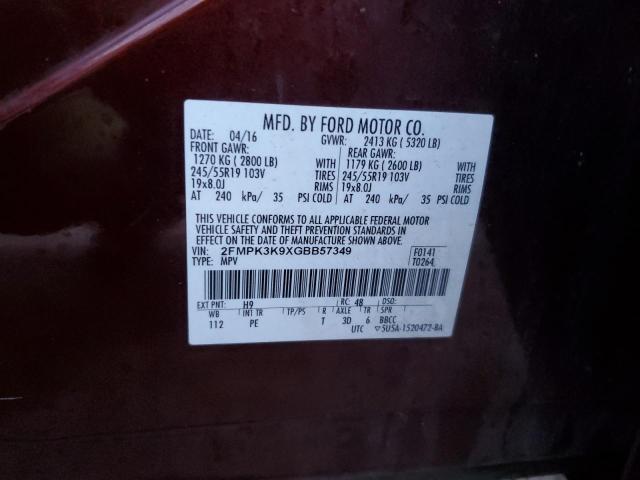 MFD. BY FORD MOTOR CO.
DATE: 04/16 GVWR: 2413 KG ( 5320 LB)
FRONT GAWR: REAR GAWR:
1270 KG ( 2800 LB) WITH 1179 KG ( 2600 LB) WITH
245/55R19 103V TIRES 245/55R19 103V TIRES
19x8.0J RIMS 19x8.0J RIMS
AT 240 kPa/ 35 PSI COLD AT 240 kPa/ 35 PSI COLD
THIS VEHICLE CONFORMS TO ALL APPLICABLE FEDERAL MOTOR
VEHICLE SAFETY AND THEFT PREVENTION STANDARDS IN
EFFECT ON THE DATE OF MANUFACTURE SHOWN ABOVE.
VIN: 2FMPK3K9XGBB57349 F0141
TYPE: MPV T0264
EXT PNT: H9 RC: 48 DSO:
WB INT TR TP/PS R AXLE TR SPR
112 PE 1 3D 6 BBCC
UTC 5U5A-1520472-BA